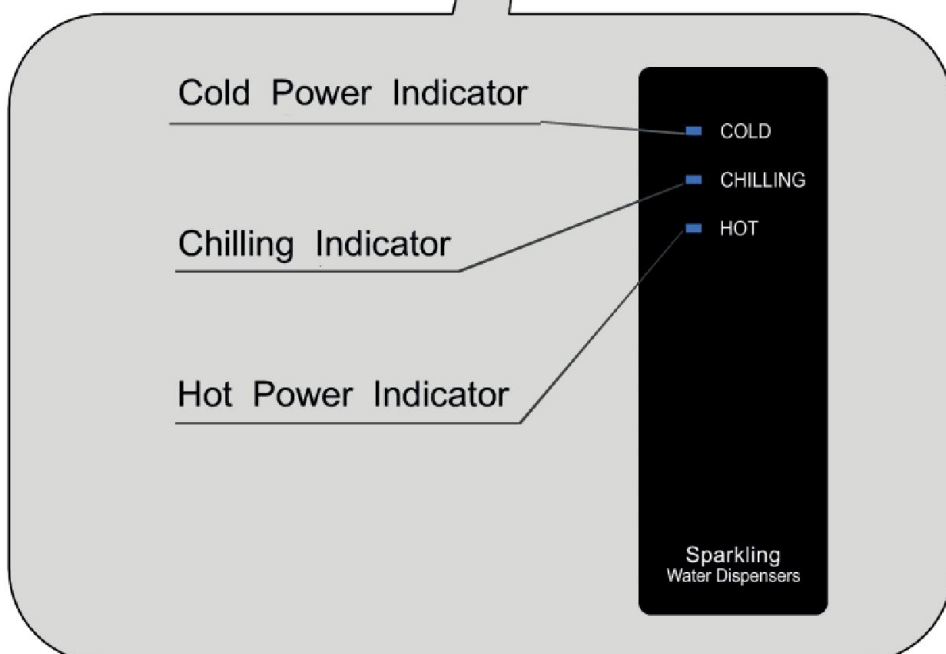 Cold Power Indicator
COLD
CHILLING
Chilling Indicator
HOT
Hot Power Indicator
Sparkling
Water Dispensers